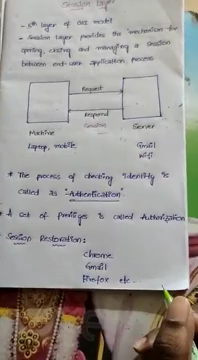 Session Layer
- 5th layer of OSI model
- Session layer provides the mechanism for
opening, closing and managing a session
between end-user application process
Request
Respond
Session
Machine
Server
Laptop, mobile
Gmail
Wifi
* The process of checking Identity is
called as "Authentication"
* A set of privileges is called Authorization
Session Restoration:
Chrome
Gmail
Firefox etc...